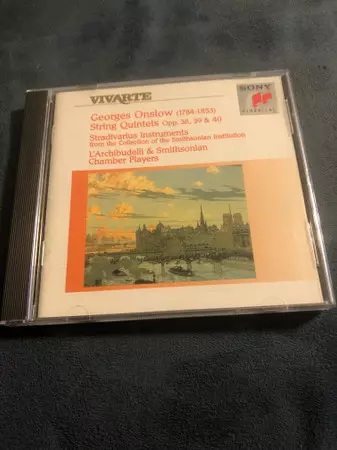 VIVARTE
SONY
CLASSICAL
Georges Onslow (1784-1853)
String Quintets Opp. 38, 39 & 40
Stradivarius Instruments
from the Collection of the Smithsonian Institution
L'Archibudelli & Smithsonian
Chamber Players